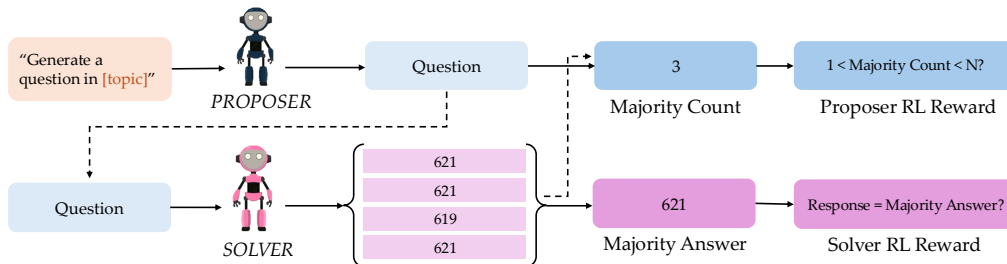 “Generate a
question in [topic]”
PROPOSER
Question
3
Majority Count
1 < Majority Count < N?
Proposer RL Reward
Question
SOLVER
621
621
619
621
621
Majority Answer
Response = Majority Answer?
Solver RL Reward